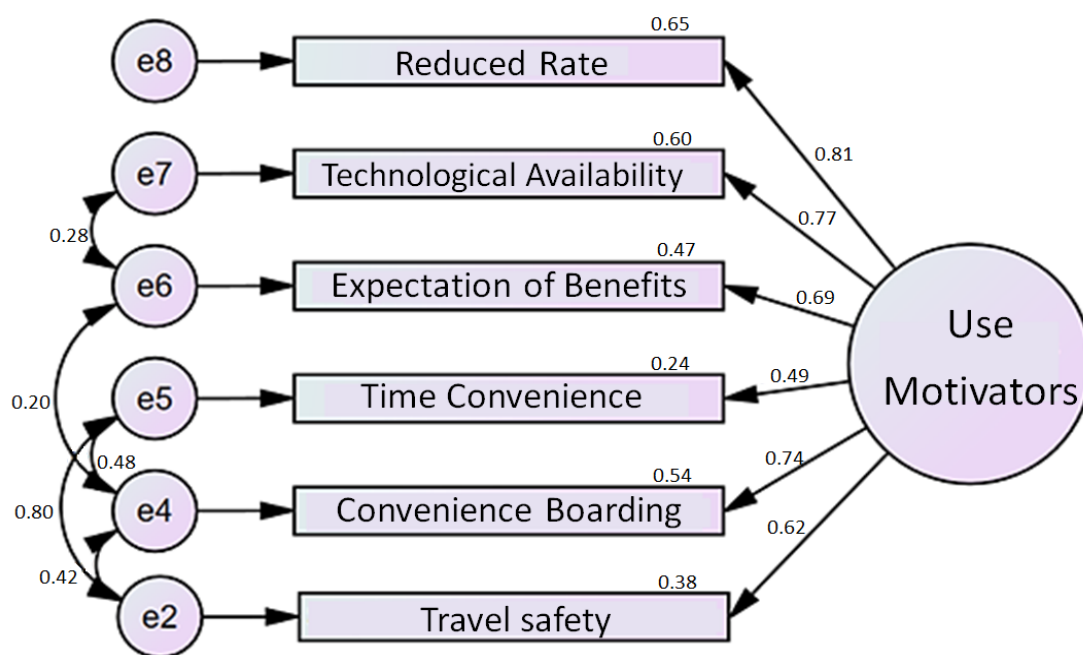 0.65
e8
Reduced Rate
0.81
0.60
e7
Technological Availability
0.77
0.28
0.47
e6
Expectation of Benefits
0.69
Use
Motivators
0.24
e5
Time Convenience
0.49
0.20
0.48
0.74
0.54
e4
Convenience Boarding
0.80
0.62
0.42
0.38
e2
Travel safety